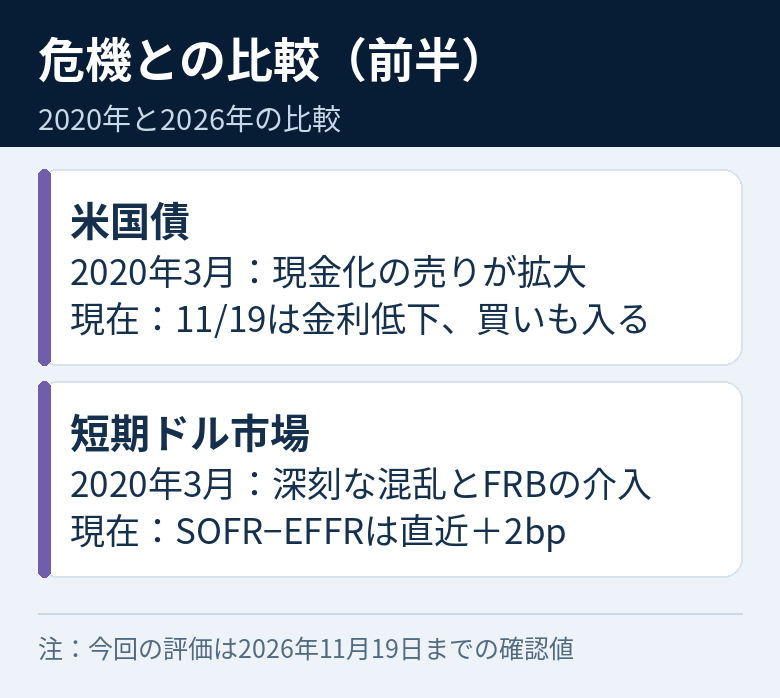 危機との比較（前半）
2020年と2026年の比較
米国債
2020年3月：現金化の売りが拡大
現在：11/19は金利低下、買いも入る
短期ドル市場
2020年3月：深刻な混乱とFRBの介入
現在：SOFR−EFFRは直近＋2bp
注：今回の評価は2026年11月19日までの確認値